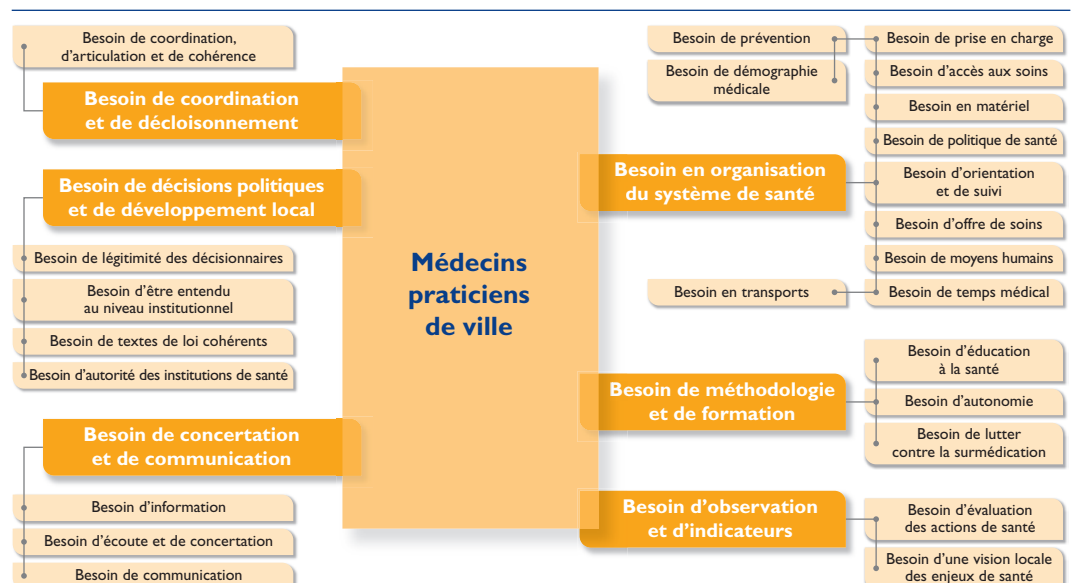 Besoin de coordination,
d'articulation et de cohérence
Besoin de coordination
et de décloisonnement
Besoin de décisions politiques
et de développement local
Besoin de légitimité des décisionnaires
Besoin d'être entendu
au niveau institutionnel
Besoin de textes de loi cohérents
Besoin d'autorité des institutions de santé
Besoin de concertation
et de communication
Besoin d'information
Besoin d'écoute et de concertation
Besoin de communication
Médecins
praticiens
de ville
Besoin de prévention
Besoin de démographie
médicale
Besoin en organisation
du système de santé
Besoin en transports
Besoin de prise en charge
Besoin d'accès aux soins
Besoin en matériel
Besoin de politique de santé
Besoin d'orientation
et de suivi
Besoin d'offre de soins
Besoin de moyens humains
Besoin de temps médical
Besoin de méthodologie
et de formation
Besoin d'éducation
à la santé
Besoin d'autonomie
Besoin de lutter
contre la surmédication
Besoin d'observation
et d'indicateurs
Besoin d'évaluation
des actions de santé
Besoin d'une vision locale
des enjeux de santé